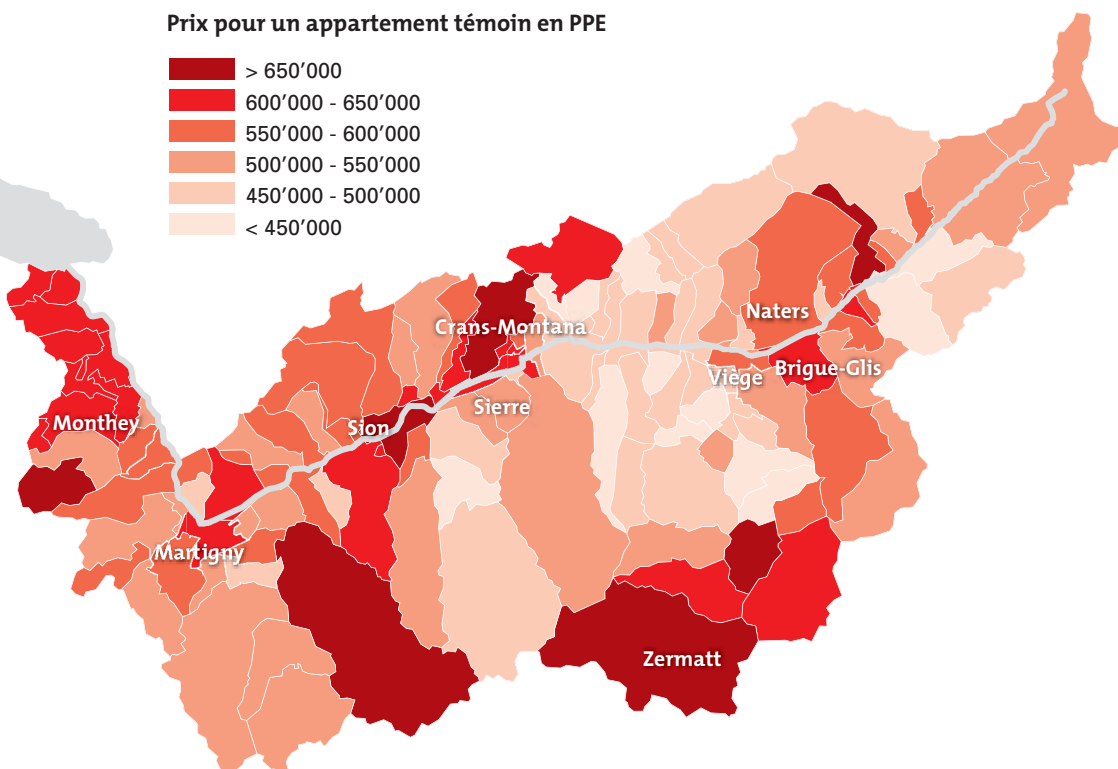 Prix pour un appartement témoin en PPE
> 650’000
600’000 - 650’000
550’000 - 600’000
500’000 - 550’000
450’000 - 500’000
< 450’000
Naters
Crans-Montana
Viège
Brigue-Glis
Sierre
Monthey
Sion
Martigny
Zermatt